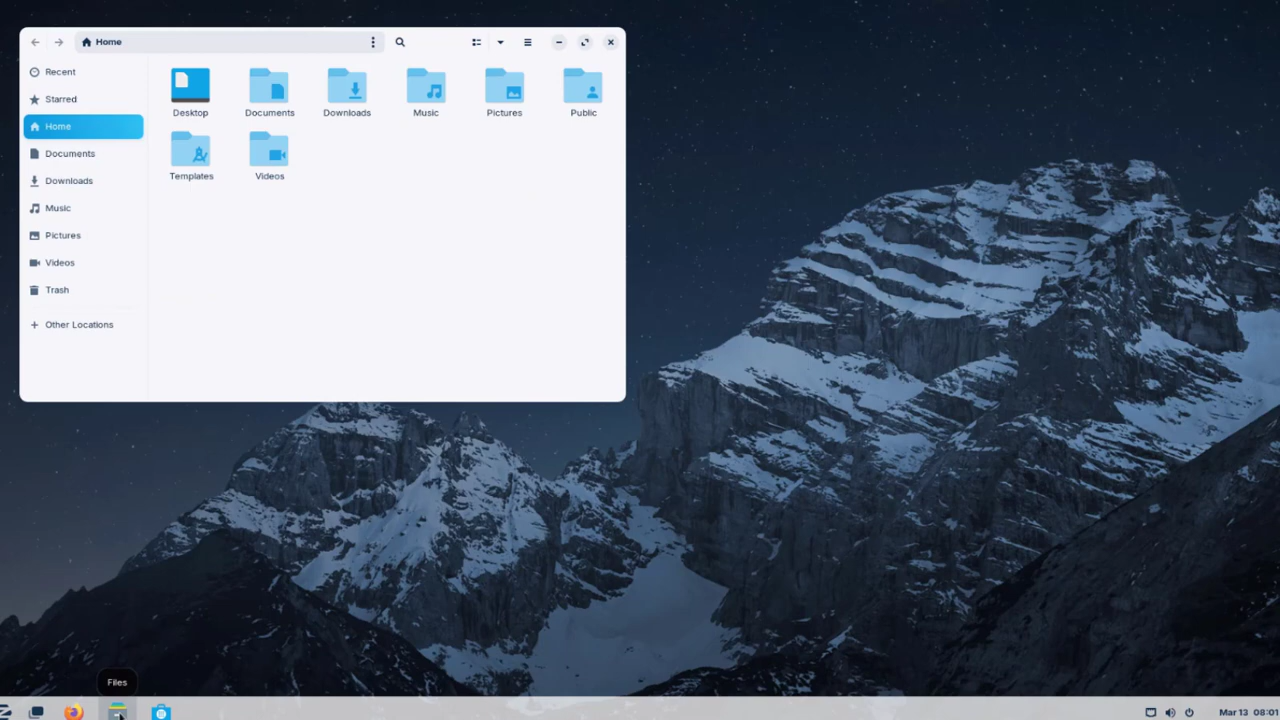 Home
Recent
Starred
Home
Documents
Downloads
Music
Pictures
Videos
Trash
Other Locations
Desktop
Documents
Downloads
Music
Pictures
Public
Templates
Videos
Files
Mar 13 08:01